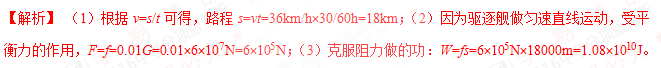 【解析】（1）根据 v=s/t 可得，路程 s=vt=36km/h×30/60h=18km；（2）因为驱逐舰做匀速直线运动，受平
衡力的作用，F=f=0.01G=0.01×6×10⁷N=6×10⁵N；（3）克服阻力做的功：W=fs=6×10⁵N×18000m=1.08×10¹⁰J。